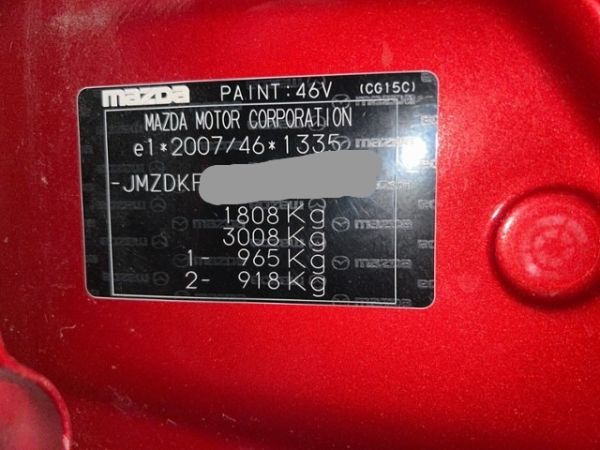 mazda PAINT:46V (CG15C)
MAZDA MOTOR CORPORATION
e1*2007/46*1335
-JMZDKF
1808Kg
3008Kg
1- 965Kg
2- 918Kg